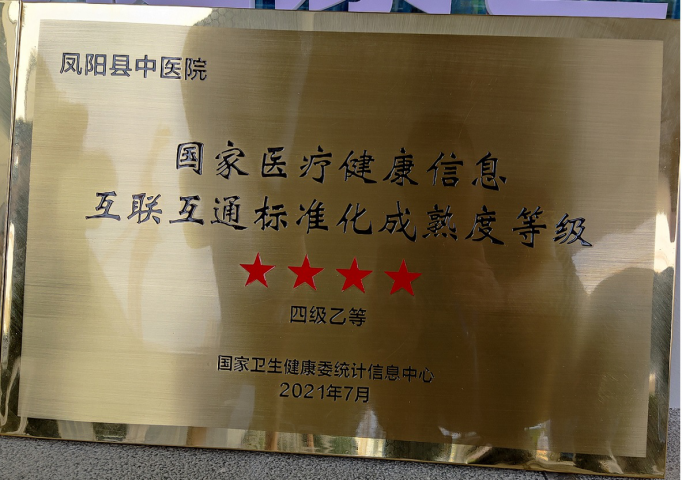 凤阳县中医院
国家医疗健康信息
互联互通标准化成熟度等级
四级乙等
国家卫生健康委统计信息中心
2021年7月